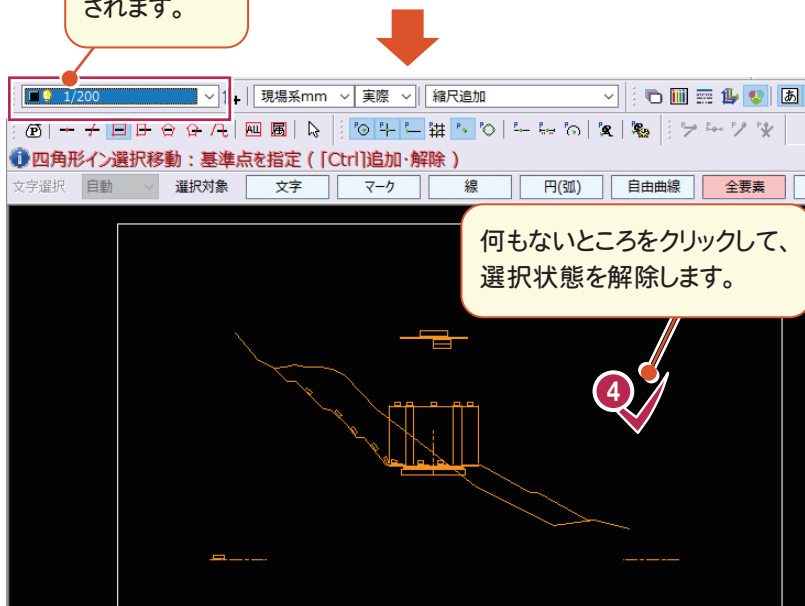 されます。
1/200
現場系mm 実際 縮尺追加 あ
P ALL 図
四角形イン選択移動：基準点を指定（「Ctrl」追加・解除）
文字選択 自動 選択対象 文字 マーク 線 円(弧) 自由曲線 全要素
何もないところをクリックして、
選択状態を解除します。
4